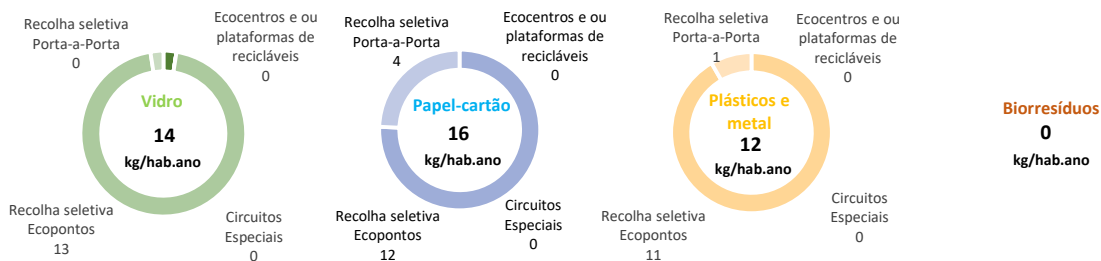 Recolha seletiva
Porta-a-Porta
0
Ecocentros e ou
plataformas de
recicláveis
0
Vidro
14
kg/hab.ano
Recolha seletiva
Ecopontos
13
Circuitos
Especiais
0
Recolha seletiva
Porta-a-Porta
4
Ecocentros e ou
plataformas de
recicláveis
0
Papel-cartão
16
kg/hab.ano
Recolha seletiva
Ecopontos
12
Circuitos
Especiais
0
Recolha seletiva
Porta-a-Porta
1
Ecocentros e ou
plataformas de
recicláveis
0
Plásticos e
metal
12
kg/hab.ano
Recolha seletiva
Ecopontos
11
Circuitos
Especiais
0
Biorresíduos
0
kg/hab.ano